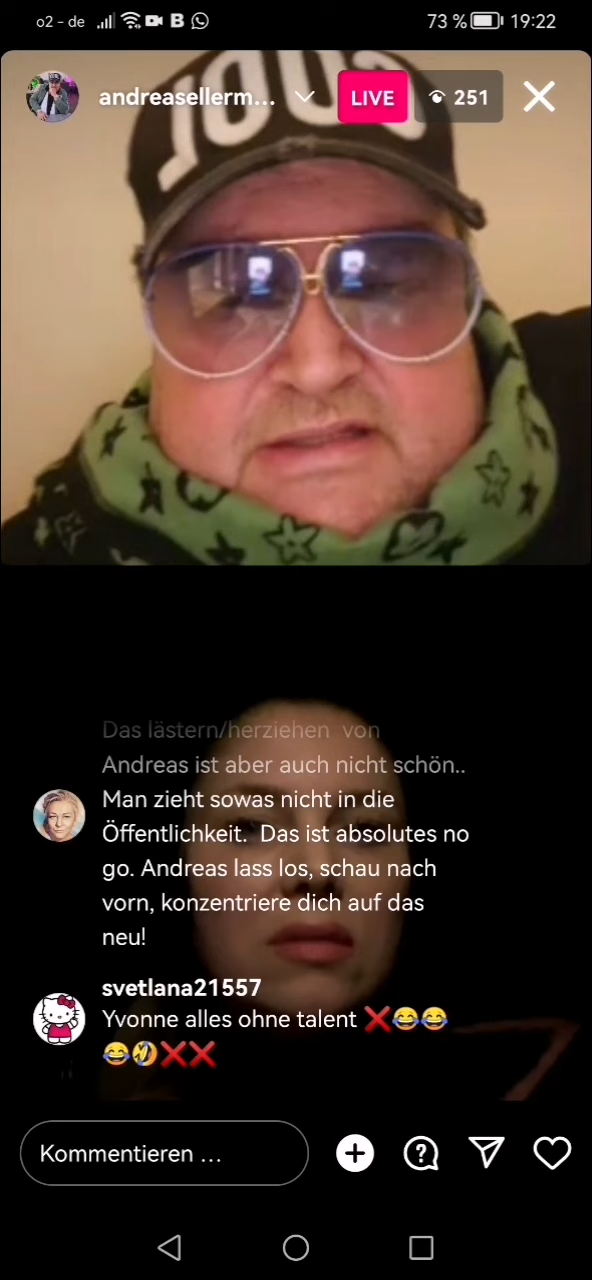 o2 - de
B
73 %
19:22
andreasellerm...
LIVE
251
Das lästern/herziehen von
Andreas ist aber auch nicht schön..
Man zieht sowas nicht in die
Öffentlichkeit. Das ist absolutes no
go. Andreas lass los, schau nach
vorn, konzentriere dich auf das
neu!
svetlana21557
Yvonne alles ohne talent ❌😂😂
😂🤣❌❌
Kommentieren ...